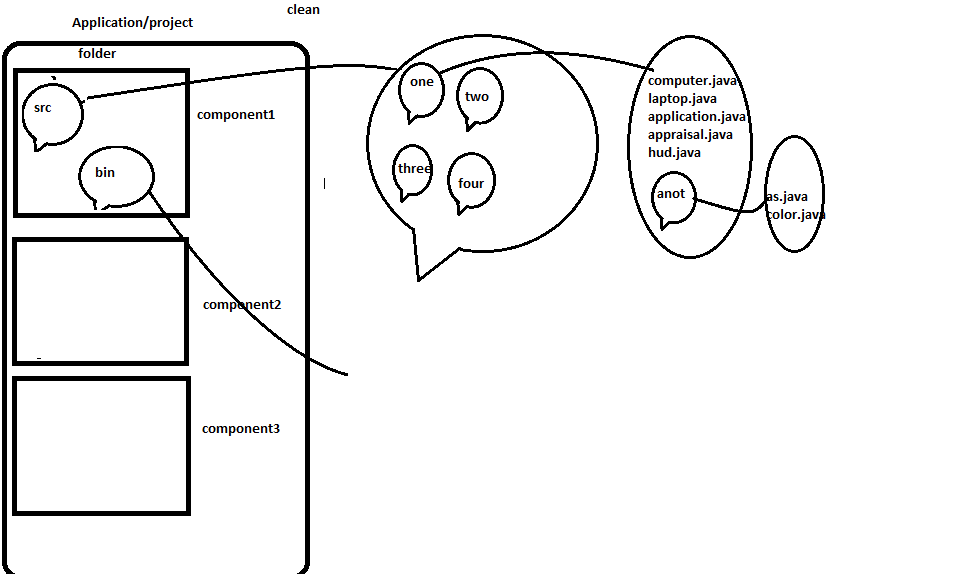 clean
Application/project
folder
src
component1
bin
component2
component3
one
two
three
four
computer.java
laptop.java
application.java
appraisal.java
hud.java
anot
as.java
color.java